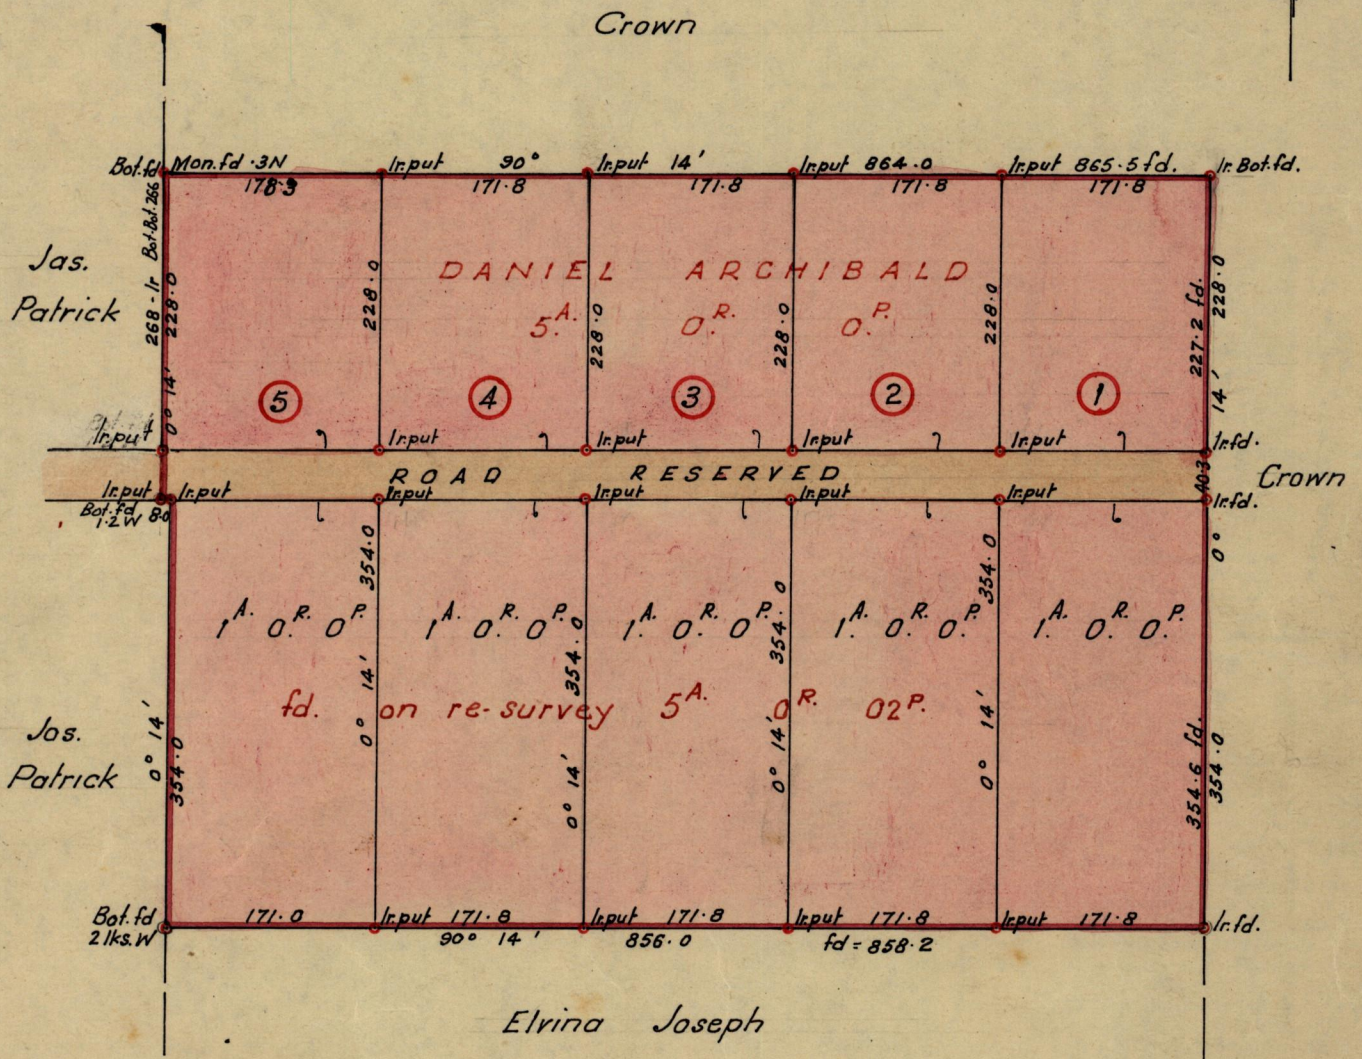 Crown
Bot.fd Mon.fd ·3N Ir.put 90° Ir.put 14' Ir.put 864·0 Ir.put 865·5 fd. Ir. Bot.fd.
178·3 171·8 171·8 171·8 171·8
Jas.
Patrick
268 - Ir Bot. Bot. 266
0° 14' 228·0
228·0
228·0
228·0
228·0
227·2 fd.
14' 228·0
DANIEL ARCHIBALD
5A. 0R. 0P.
5 4 3 2 1
Ir.put Ir.put Ir.put Ir.put Ir.put Ir.fd.
ROAD RESERVED
40·3
Crown
Ir.put Ir.put Ir.put Ir.put Ir.put Ir.put Ir.fd.
Bot.fd
1·2 W 8·0
0°
354·0
354·0
354·0
354·0
1A. 0R. 0P. 1A. 0R. 0P. 1A. 0R. 0P. 1A. 0R. 0P. 1A. 0R. 0P.
fd. on re-survey 5A. 0R. 02P.
Jas.
Patrick
0° 14'
354·0
0° 14'
0° 14'
0° 14'
0° 14'
354·6 fd.
354·0
Bot.fd 171·0 Ir.put 171·8 Ir.put 171·8 Ir.put 171·8 Ir.put 171·8 Ir.fd.
2 lks. W
90° 14' 856·0 fd = 858·2
Elvina Joseph